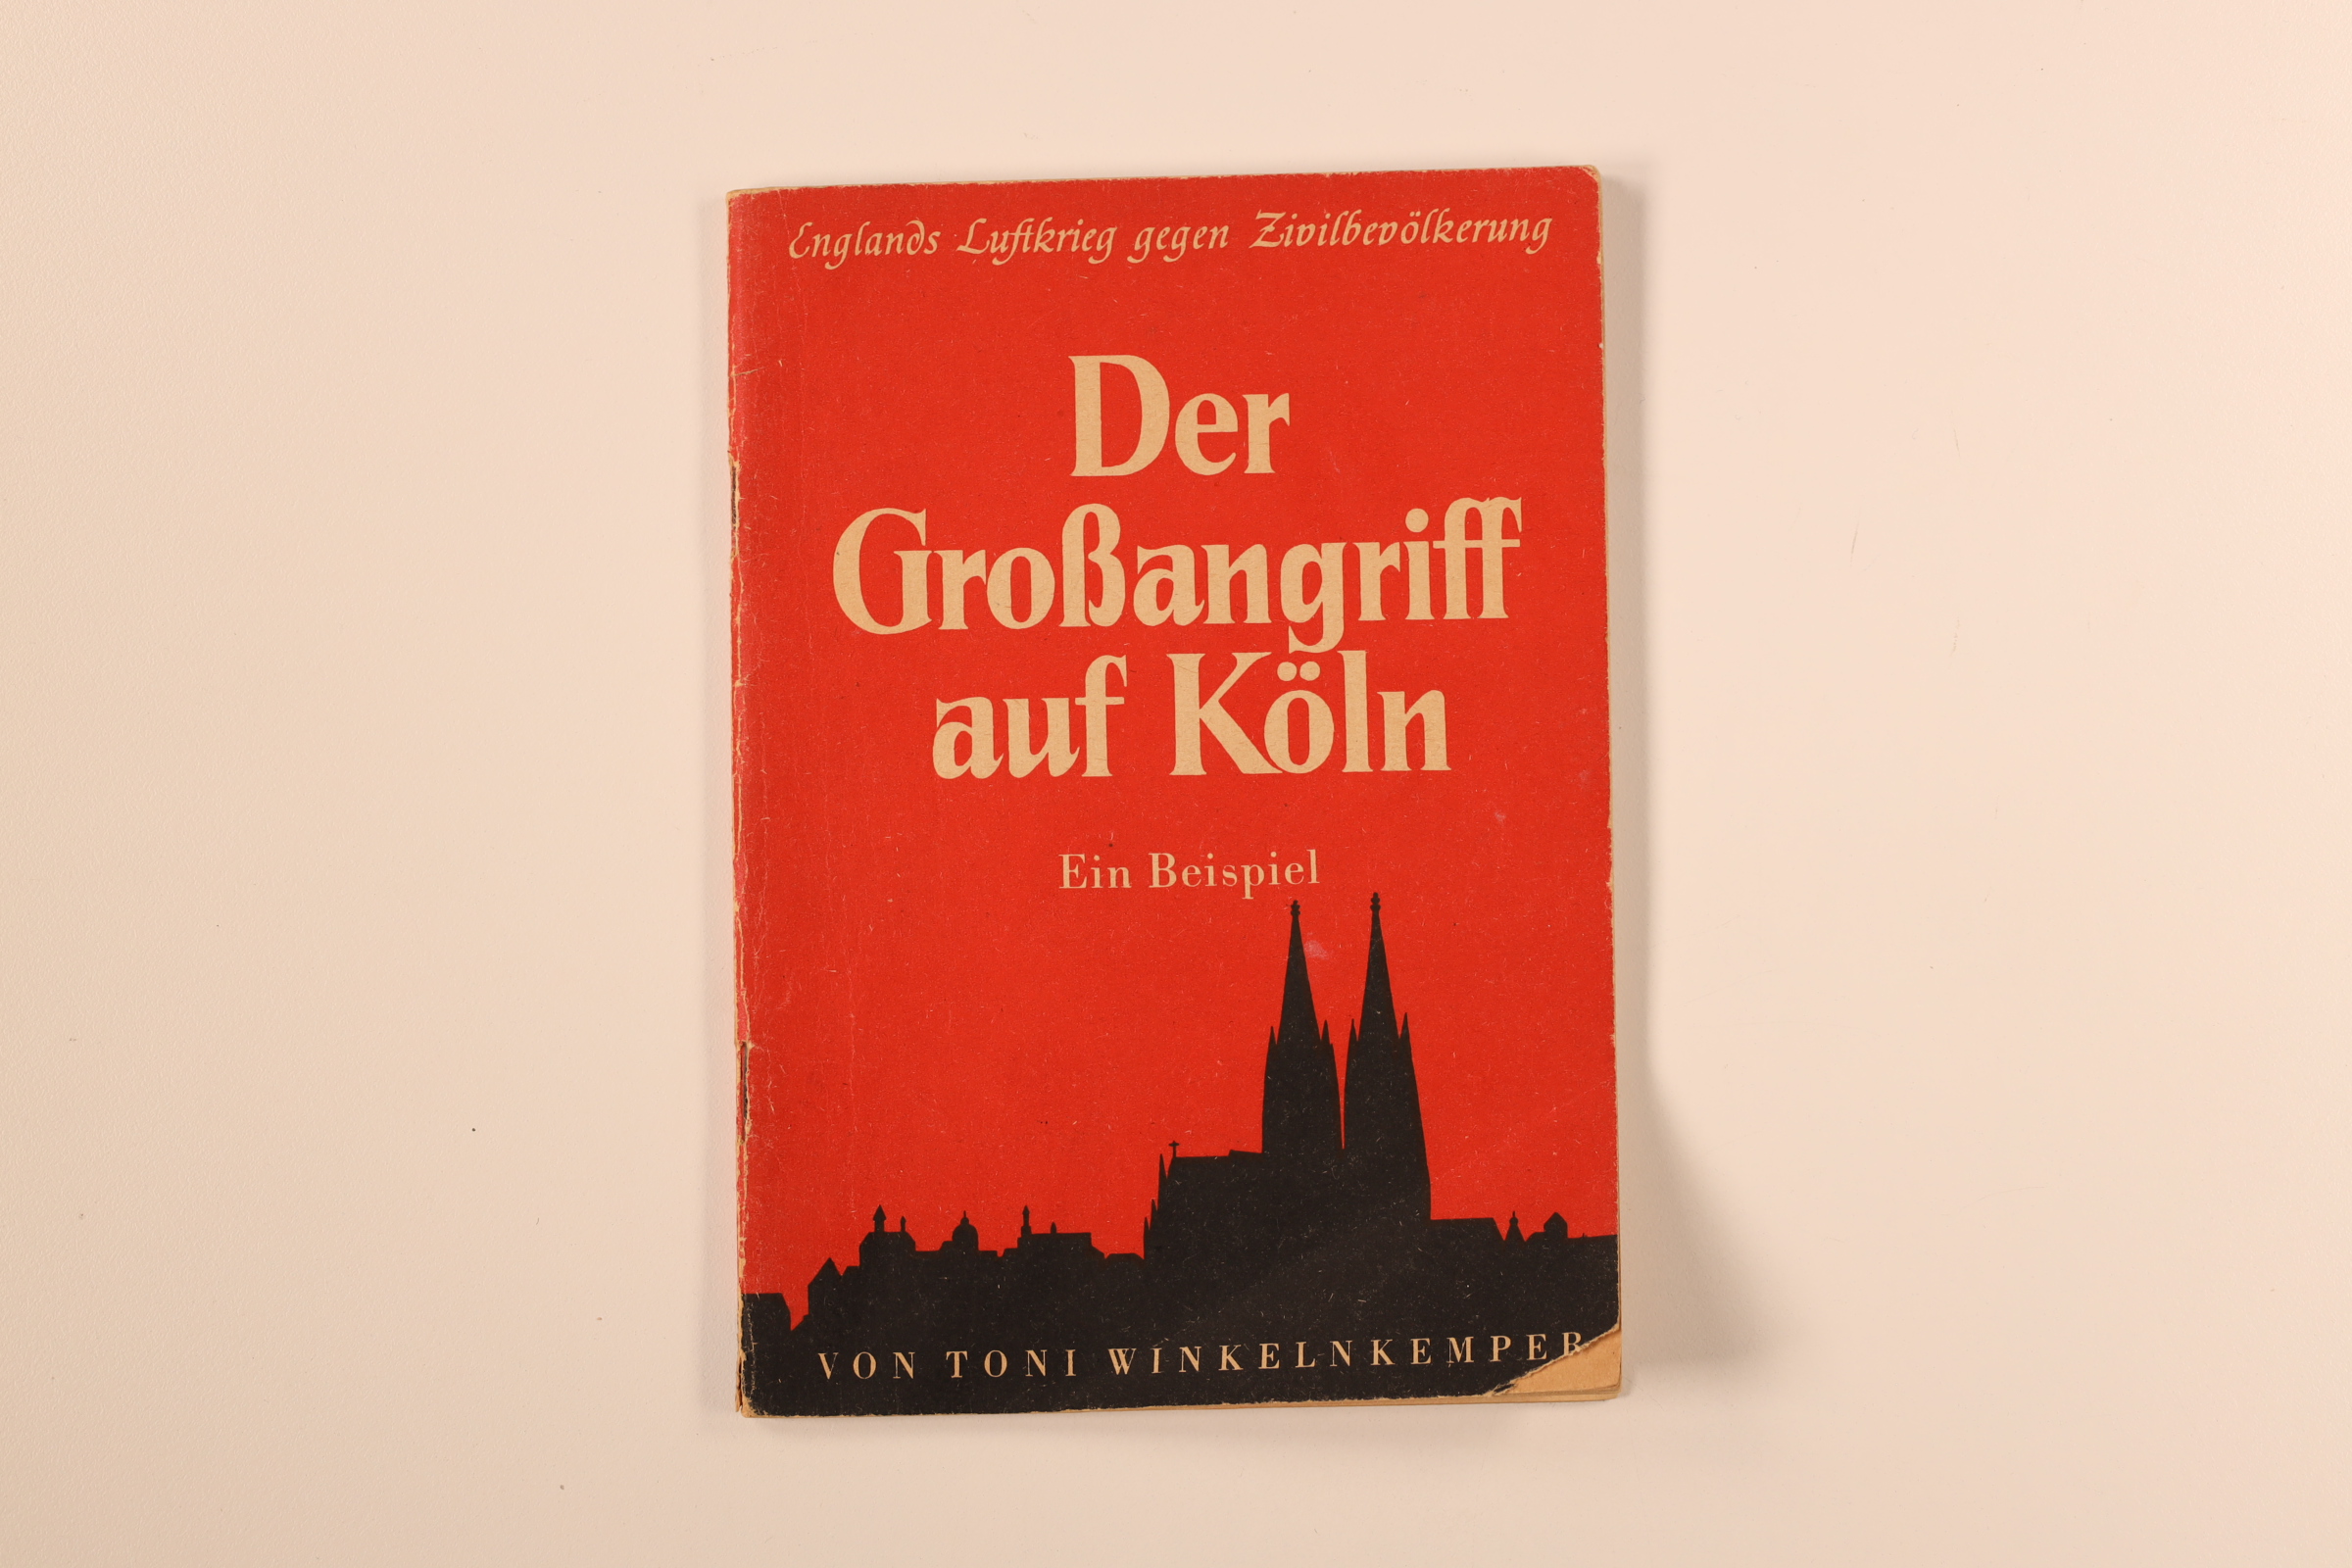 Englands Luftkrieg gegen Zivilbevölkerung
Der
Großangriff
auf Köln
Ein Beispiel
VON TONI WINKELNKEMPER